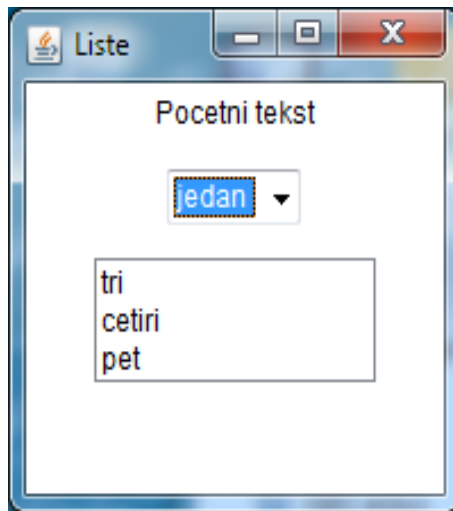 Liste
Pocetni tekst
jedan
tri
cetiri
pet